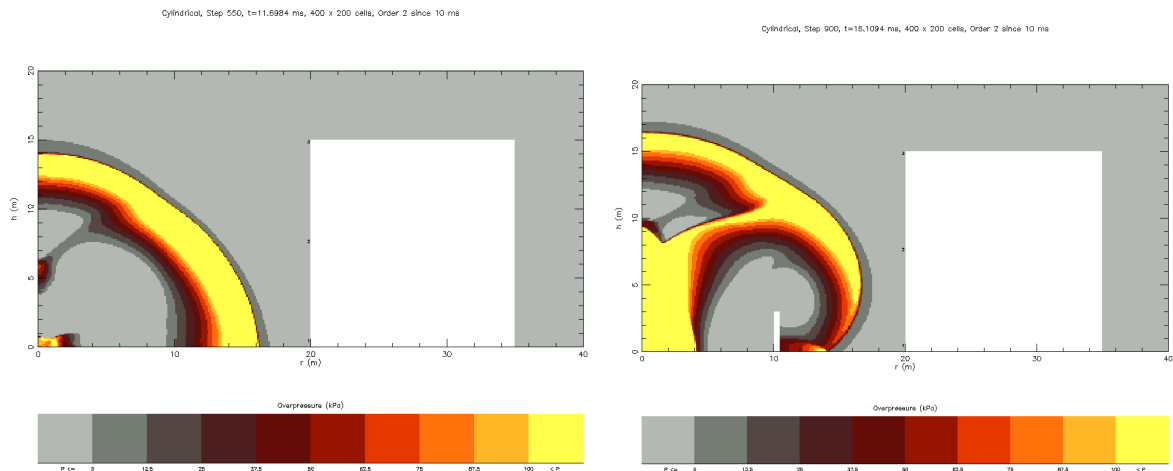 Cylindrical, Step 550, t=11.6984 ms, 400 x 200 cells, Order 2 since 10 ms
20
15
h (m)
10
5
0
0 10 20 30 40
r (m)
Overpressure (kPa)
P <= 0 12.5 25 37.5 50 62.5 75 87.5 100 < P
Cylindrical, Step 900, t=16.1094 ms, 400 x 200 cells, Order 2 since 10 ms
20
15
h (m)
10
5
0
0 10 20 30 40
r (m)
Overpressure (kPa)
P <= 0 12.5 25 37.5 50 62.5 75 87.5 100 < P